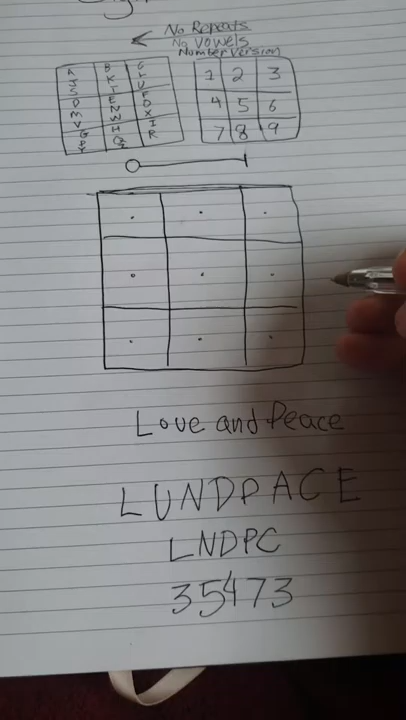 No Repeats
No Vowels
Number Version
A B C
J K L
S T U
D E F
M N O
V W X
G H I
P Q R
Y Z
1 2 3
4 5 6
7 8 9
Love and Peace
LUNDPACE
LNDPC
35473